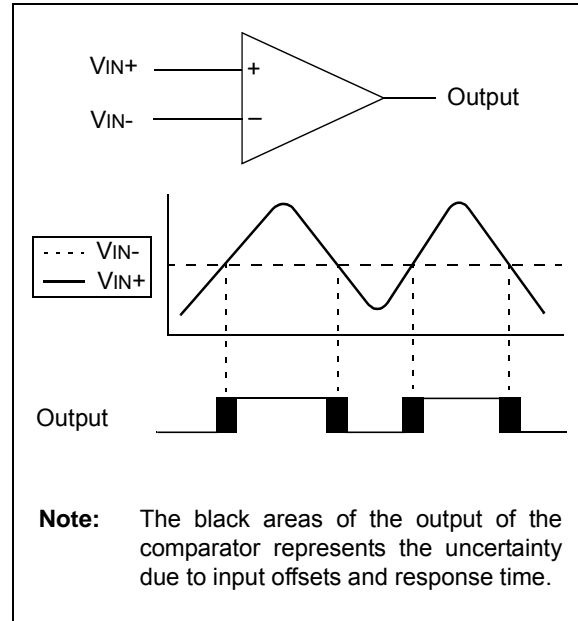 VIN+
+
Output
VIN-
−
VIN-
VIN+
Output
Note: The black areas of the output of the
comparator represents the uncertainty
due to input offsets and response time.